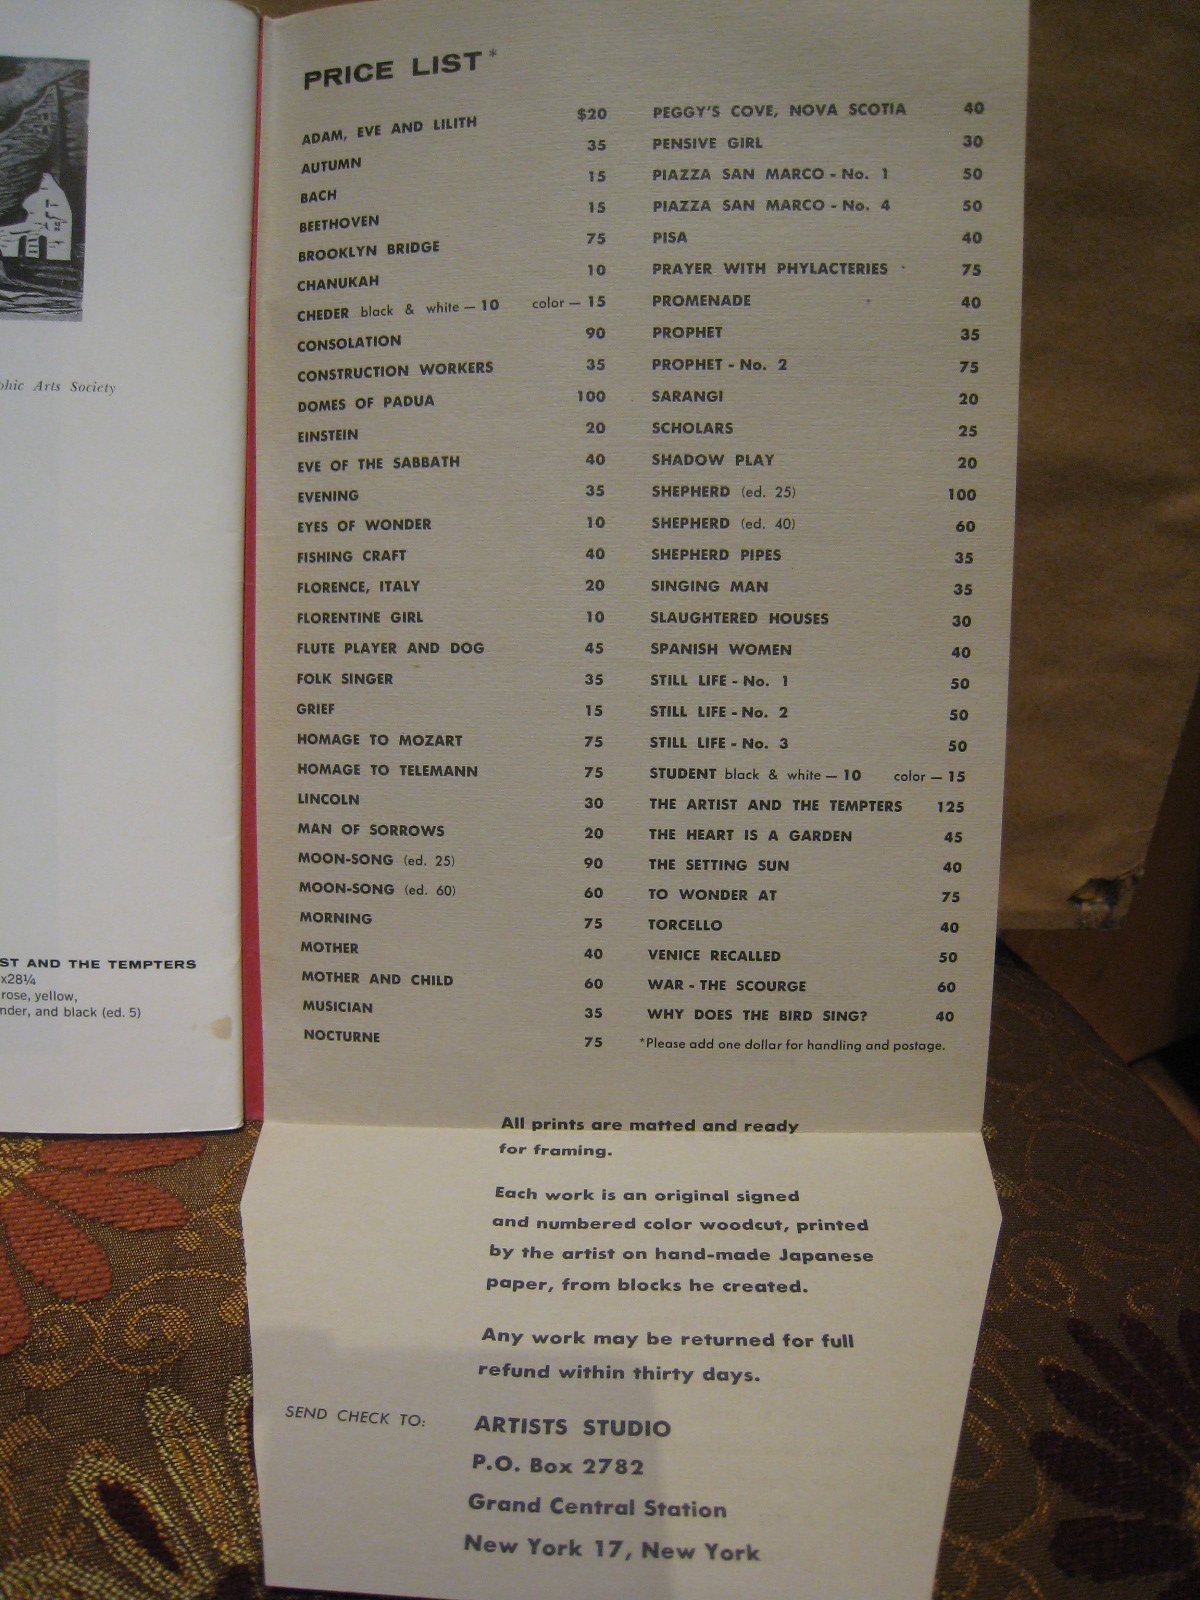 phic Arts Society
ST AND THE TEMPTERS
x28¼
rose, yellow,
nder, and black (ed. 5)
PRICE LIST*
ADAM, EVE AND LILITH $20
AUTUMN 35
BACH 15
BEETHOVEN 15
BROOKLYN BRIDGE 75
CHANUKAH 10
CHEDER black & white — 10 color — 15
CONSOLATION 90
CONSTRUCTION WORKERS 35
DOMES OF PADUA 100
EINSTEIN 20
EVE OF THE SABBATH 40
EVENING 35
EYES OF WONDER 10
FISHING CRAFT 40
FLORENCE, ITALY 20
FLORENTINE GIRL 10
FLUTE PLAYER AND DOG 45
FOLK SINGER 35
GRIEF 15
HOMAGE TO MOZART 75
HOMAGE TO TELEMANN 75
LINCOLN 30
MAN OF SORROWS 20
MOON-SONG (ed. 25) 90
MOON-SONG (ed. 60) 60
MORNING 75
MOTHER 40
MOTHER AND CHILD 60
MUSICIAN 35
NOCTURNE 75
PEGGY'S COVE, NOVA SCOTIA 40
PENSIVE GIRL 30
PIAZZA SAN MARCO - No. 1 50
PIAZZA SAN MARCO - No. 4 50
PISA 40
PRAYER WITH PHYLACTERIES 75
PROMENADE 40
PROPHET 35
PROPHET - No. 2 75
SARANGI 20
SCHOLARS 25
SHADOW PLAY 20
SHEPHERD (ed. 25) 100
SHEPHERD (ed. 40) 60
SHEPHERD PIPES 35
SINGING MAN 35
SLAUGHTERED HOUSES 30
SPANISH WOMEN 40
STILL LIFE - No. 1 50
STILL LIFE - No. 2 50
STILL LIFE - No. 3 50
STUDENT black & white — 10 color — 15
THE ARTIST AND THE TEMPTERS 125
THE HEART IS A GARDEN 45
THE SETTING SUN 40
TO WONDER AT 75
TORCELLO 40
VENICE RECALLED 50
WAR - THE SCOURGE 60
WHY DOES THE BIRD SING? 40
*Please add one dollar for handling and postage.
All prints are matted and ready
for framing.
Each work is an original signed
and numbered color woodcut, printed
by the artist on hand-made Japanese
paper, from blocks he created.
Any work may be returned for full
refund within thirty days.
SEND CHECK TO: ARTISTS STUDIO
P.O. Box 2782
Grand Central Station
New York 17, New York